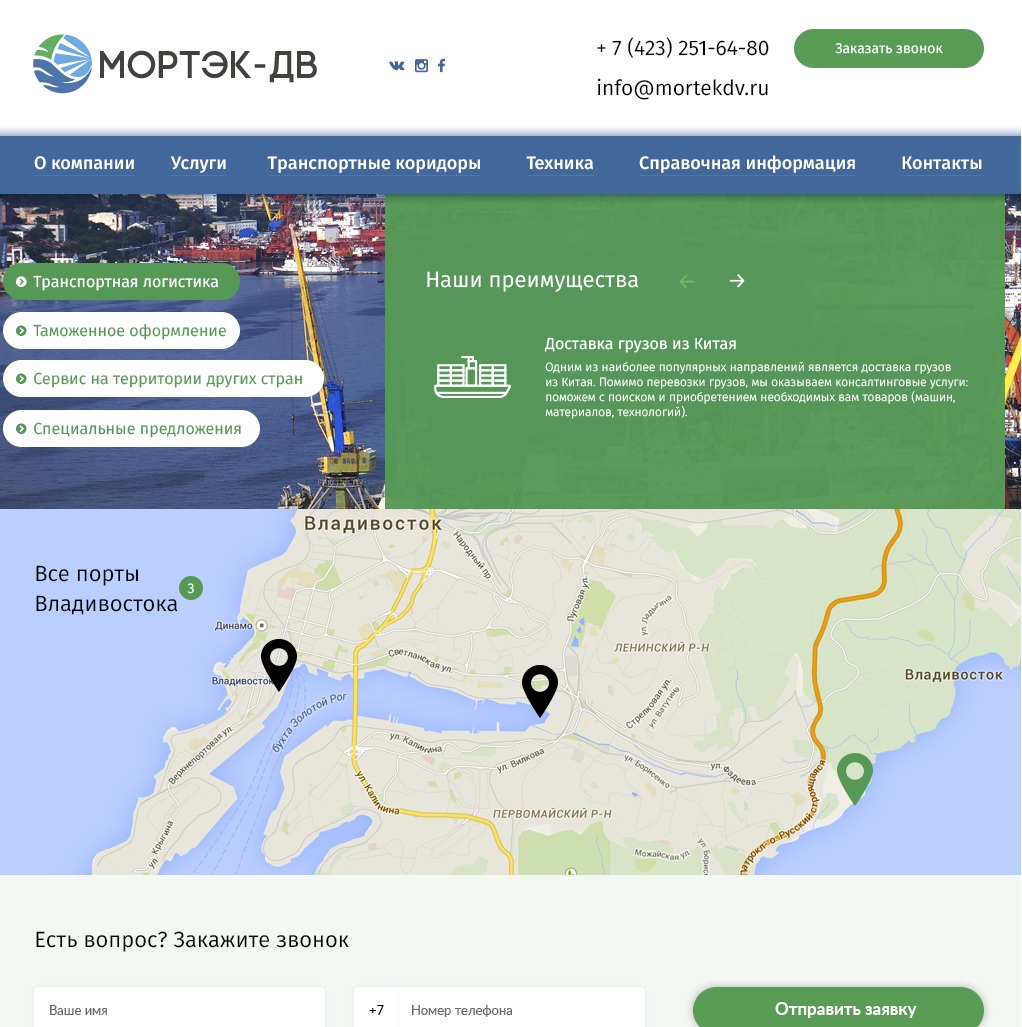 МОРТЭК-ДВ
+ 7 (423) 251-64-80
info@mortekdv.ru
Заказать звонок
О компании
Услуги
Транспортные коридоры
Техника
Справочная информация
Контакты
Транспортная логистика
Таможенное оформление
Сервис на территории других стран
Специальные предложения
Наши преимущества
Доставка грузов из Китая
Одним из наиболее популярных направлений является доставка грузов
из Китая. Помимо перевозки грузов, мы оказываем консалтинговые услуги:
поможем с поиском и приобретением необходимых вам товаров (машин,
материалов, технологий).
Владивосток
Все порты
Владивостока
3
Народный пр
Динамо
Луговая ул.
ул. Ладыгина
ЛЕНИНСКИЙ Р-Н
Светланская ул.
Владивосток
Владивосток
бухта Золотой Рог
Стрелковая ул.
ул. Ватутина
Верхнепортовая ул.
ул. Калинина
ул. Вилкова
ул. Борисенко
ул. Фадеева
ул. Калинина
ПЕРВОМАЙСКИЙ Р-Н
ул. Крыгина
Можайская ул.
ул. Борис
Патрокл-о. Русский строящаяся
Есть вопрос? Закажите звонок
Ваше имя
+7
Номер телефона
Отправить заявку